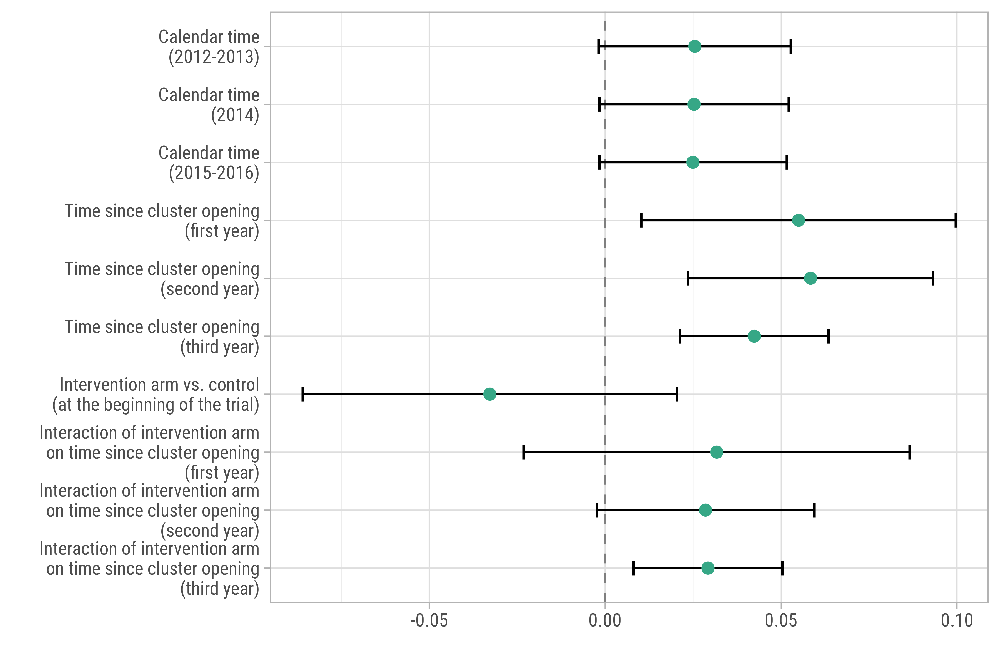 Calendar time
(2012-2013)
Calendar time
(2014)
Calendar time
(2015-2016)
Time since cluster opening
(first year)
Time since cluster opening
(second year)
Time since cluster opening
(third year)
Intervention arm vs. control
(at the beginning of the trial)
Interaction of intervention arm
on time since cluster opening
(first year)
Interaction of intervention arm
on time since cluster opening
(second year)
Interaction of intervention arm
on time since cluster opening
(third year)
-0.05
0.00
0.05
0.10